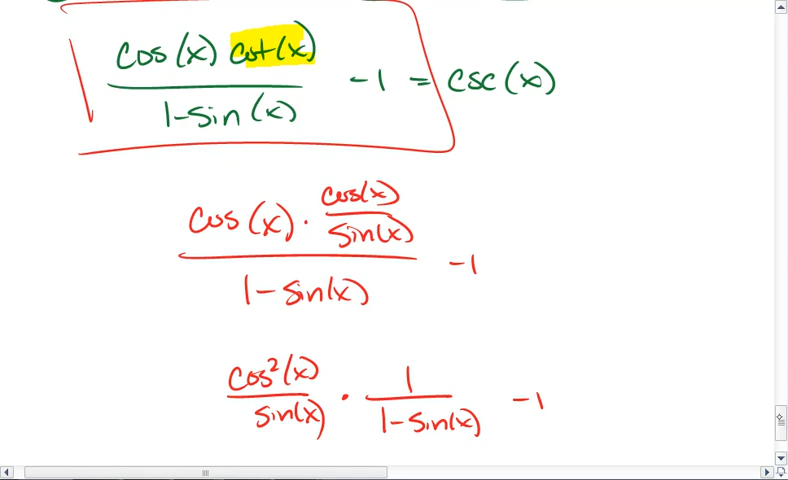 cos(x) cot(x)
1-sin(x)
-1 = csc(x)
cos(x) · cos(x)
sin(x)
1-sin(x)
-1
cos²(x)
sin(x)
·
1
1-sin(x)
-1